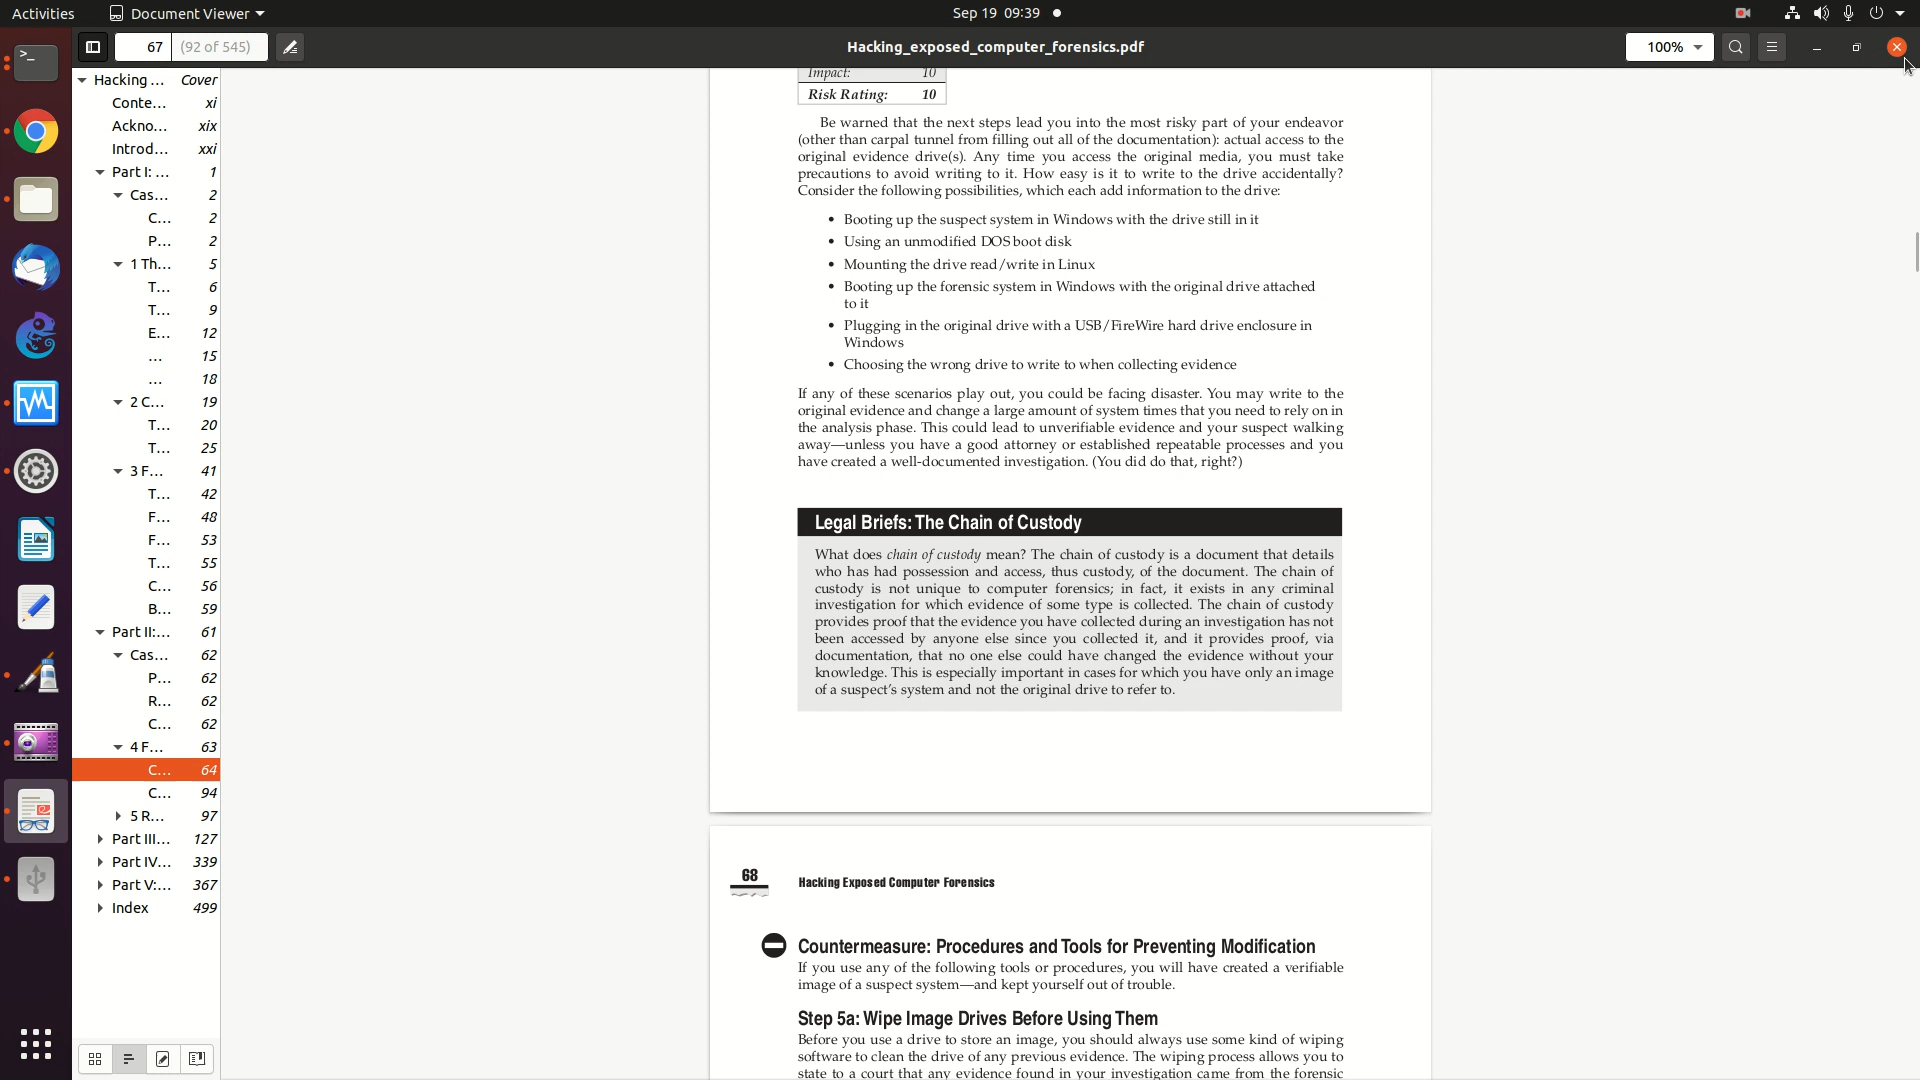 Activities
Document Viewer
Sep 19 09:39
67 (92 of 545)
Hacking_exposed_computer_forensics.pdf
100%
Hacking ... Cover
Conte... xi
Ackno... xix
Introd... xxi
Part I: ... 1
Cas... 2
C... 2
P... 2
1 Th... 5
T... 6
T... 9
E... 12
... 15
... 18
2 C... 19
T... 20
T... 25
3 F... 41
T... 42
F... 48
F... 53
T... 55
C... 56
B... 59
Part II:... 61
Cas... 62
P... 62
R... 62
C... 62
4 F... 63
C... 64
C... 94
5 R... 97
Part III... 127
Part IV... 339
Part V:... 367
Index 499
Impact: 10
Risk Rating: 10
Be warned that the next steps lead you into the most risky part of your endeavor
(other than carpal tunnel from filling out all of the documentation): actual access to the
original evidence drive(s). Any time you access the original media, you must take
precautions to avoid writing to it. How easy is it to write to the drive accidentally?
Consider the following possibilities, which each add information to the drive:
• Booting up the suspect system in Windows with the drive still in it
• Using an unmodified DOS boot disk
• Mounting the drive read/write in Linux
• Booting up the forensic system in Windows with the original drive attached
to it
• Plugging in the original drive with a USB/FireWire hard drive enclosure in
Windows
• Choosing the wrong drive to write to when collecting evidence
If any of these scenarios play out, you could be facing disaster. You may write to the
original evidence and change a large amount of system times that you need to rely on in
the analysis phase. This could lead to unverifiable evidence and your suspect walking
away—unless you have a good attorney or established repeatable processes and you
have created a well-documented investigation. (You did do that, right?)
Legal Briefs: The Chain of Custody
What does chain of custody mean? The chain of custody is a document that details
who has had possession and access, thus custody, of the document. The chain of
custody is not unique to computer forensics; in fact, it exists in any criminal
investigation for which evidence of some type is collected. The chain of custody
provides proof that the evidence you have collected during an investigation has not
been accessed by anyone else since you collected it, and it provides proof, via
documentation, that no one else could have changed the evidence without your
knowledge. This is especially important in cases for which you have only an image
of a suspect's system and not the original drive to refer to.
68
Hacking Exposed Computer Forensics
Countermeasure: Procedures and Tools for Preventing Modification
If you use any of the following tools or procedures, you will have created a verifiable
image of a suspect system—and kept yourself out of trouble.
Step 5a: Wipe Image Drives Before Using Them
Before you use a drive to store an image, you should always use some kind of wiping
software to clean the drive of any previous evidence. The wiping process allows you to
state to a court that any evidence found in your investigation came from the forensic